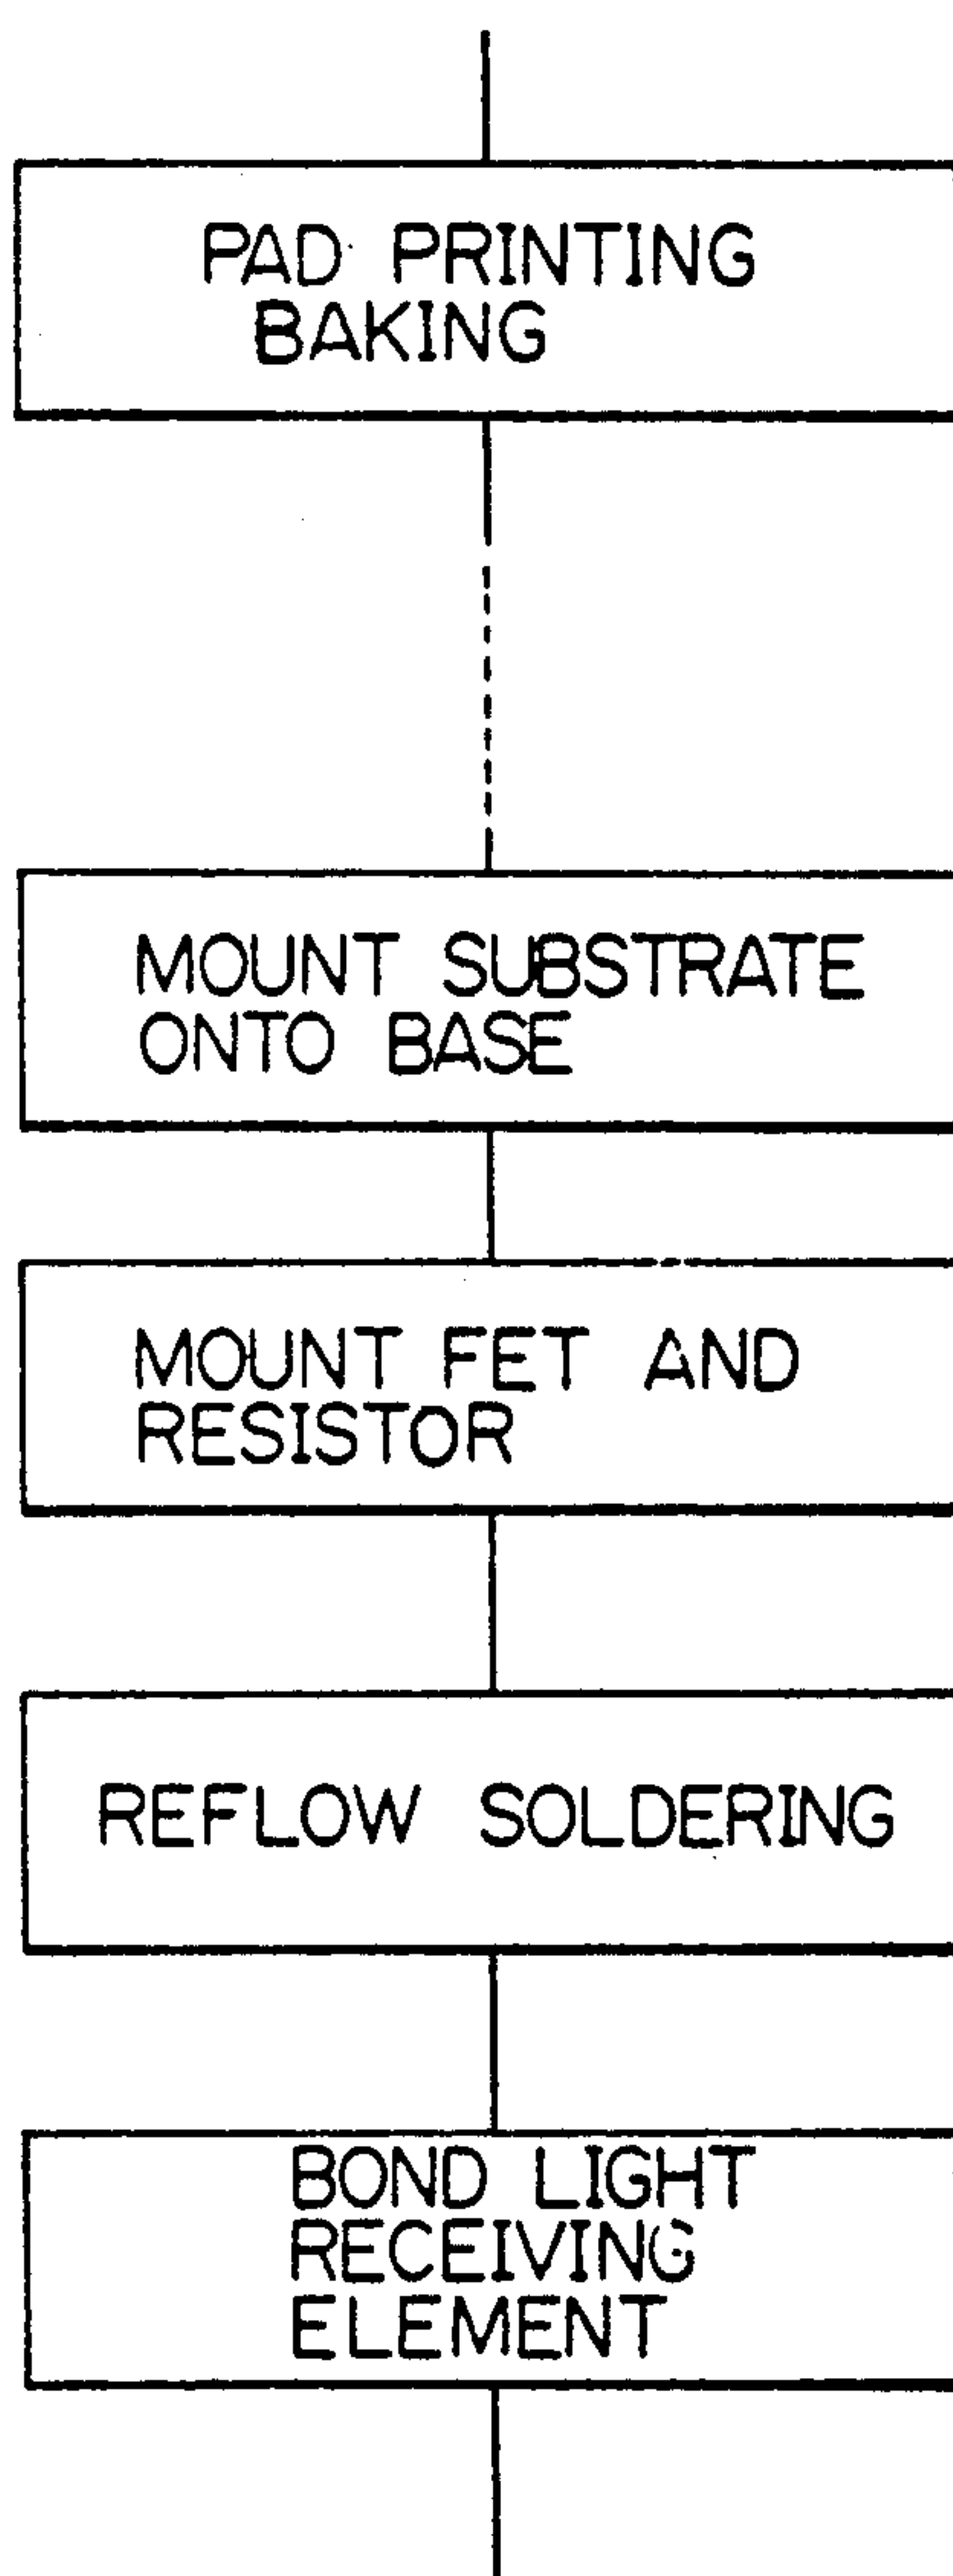 PAD PRINTING
BAKING
MOUNT SUBSTRATE
ONTO BASE
MOUNT FET AND
RESISTOR
REFLOW SOLDERING
BOND LIGHT
RECEIVING
ELEMENT